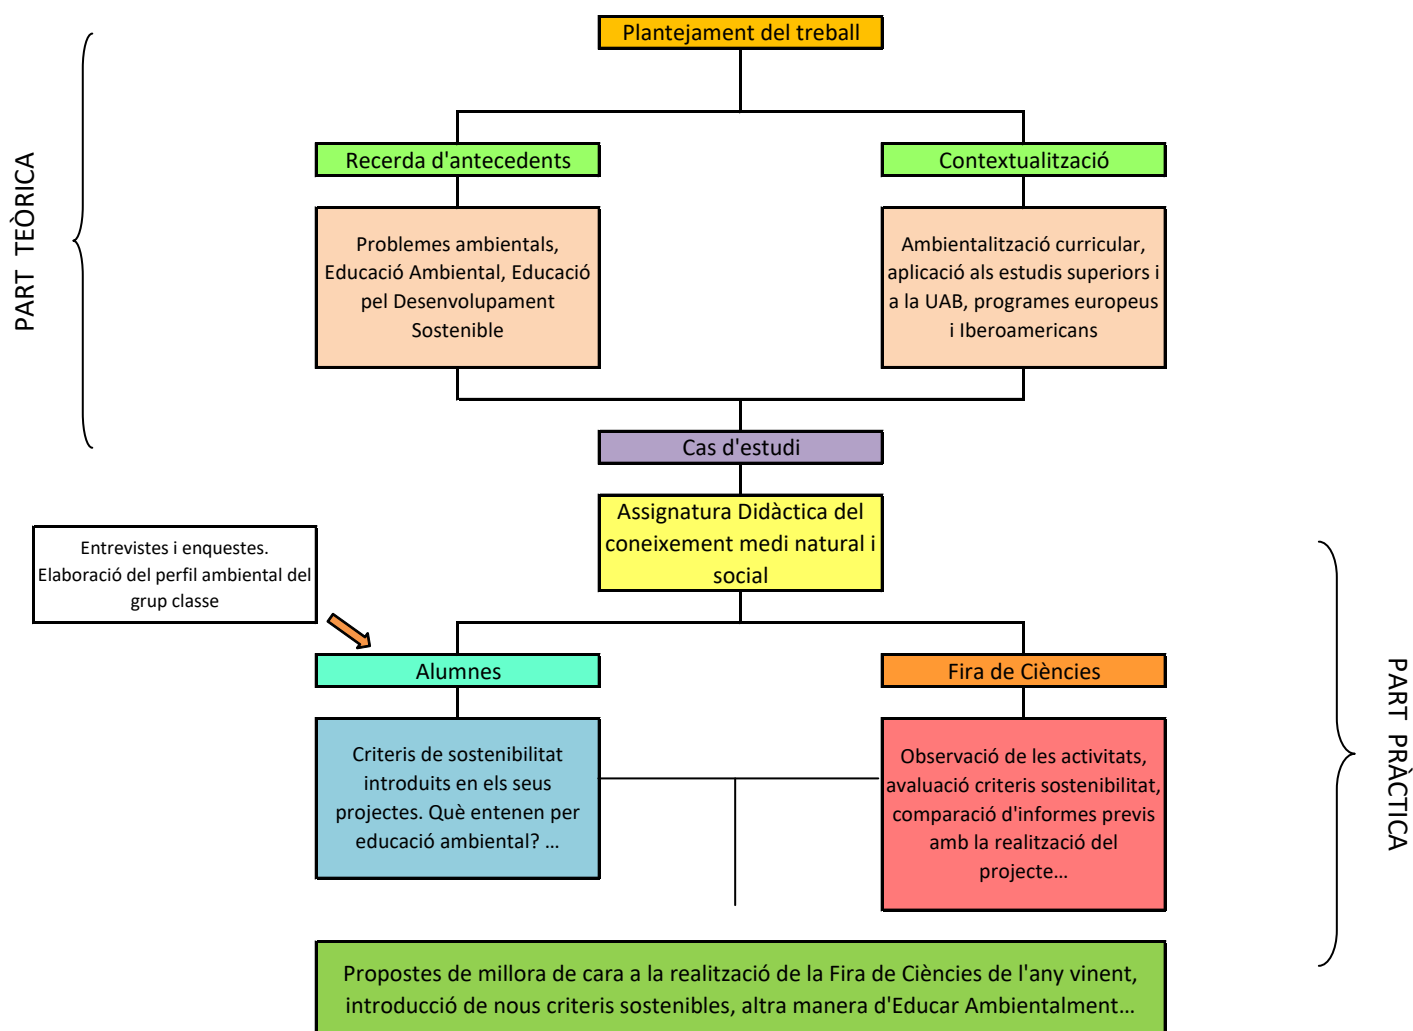 Plantejament del treball
PART TEÒRICA
Recerda d'antecedents
Contextualització
Problemes ambientals,
Educació Ambiental, Educació
pel Desenvolupament
Sostenible
Ambientalització curricular,
aplicació als estudis superiors i
a la UAB, programes europeus
i Iberoamericans
Cas d'estudi
Assignatura Didàctica del
coneixement medi natural i
social
Entrevistes i enquestes.
Elaboració del perfil ambiental del
grup classe
Alumnes
Fira de Ciències
PART PRÀCTICA
Criteris de sostenibilitat
introduits en els seus
projectes. Què entenen per
educació ambiental? ...
Observació de les activitats,
avaluació criteris sostenibilitat,
comparació d'informes previs
amb la realització del
projecte...
Propostes de millora de cara a la realització de la Fira de Ciències de l'any vinent,
introducció de nous criteris sostenibles, altra manera d'Educar Ambientalment...